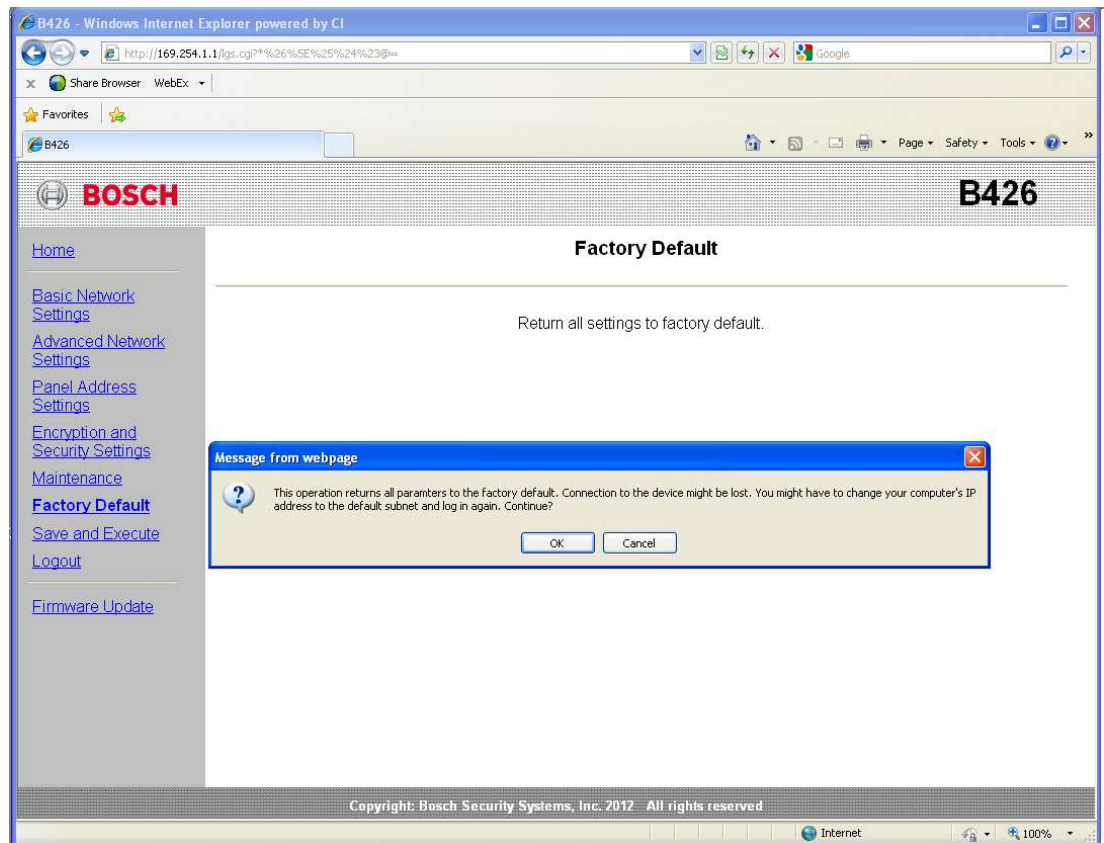 B426 - Windows Internet Explorer powered by CI
http://169.254.1.1/lgs.cgi?*%26%5E%25%24%23@=
Google
x Share Browser WebEx
Favorites
B426
Page Safety Tools
BOSCH
B426
Home
Basic Network
Settings
Advanced Network
Settings
Panel Address
Settings
Encryption and
Security Settings
Maintenance
Factory Default
Save and Execute
Logout
Firmware Update
Factory Default
Return all settings to factory default.
Message from webpage
This operation returns all paramters to the factory default. Connection to the device might be lost. You might have to change your computer's IP
address to the default subnet and log in again. Continue?
OK Cancel
Copyright: Bosch Security Systems, Inc. 2012 All rights reserved
Internet 100%